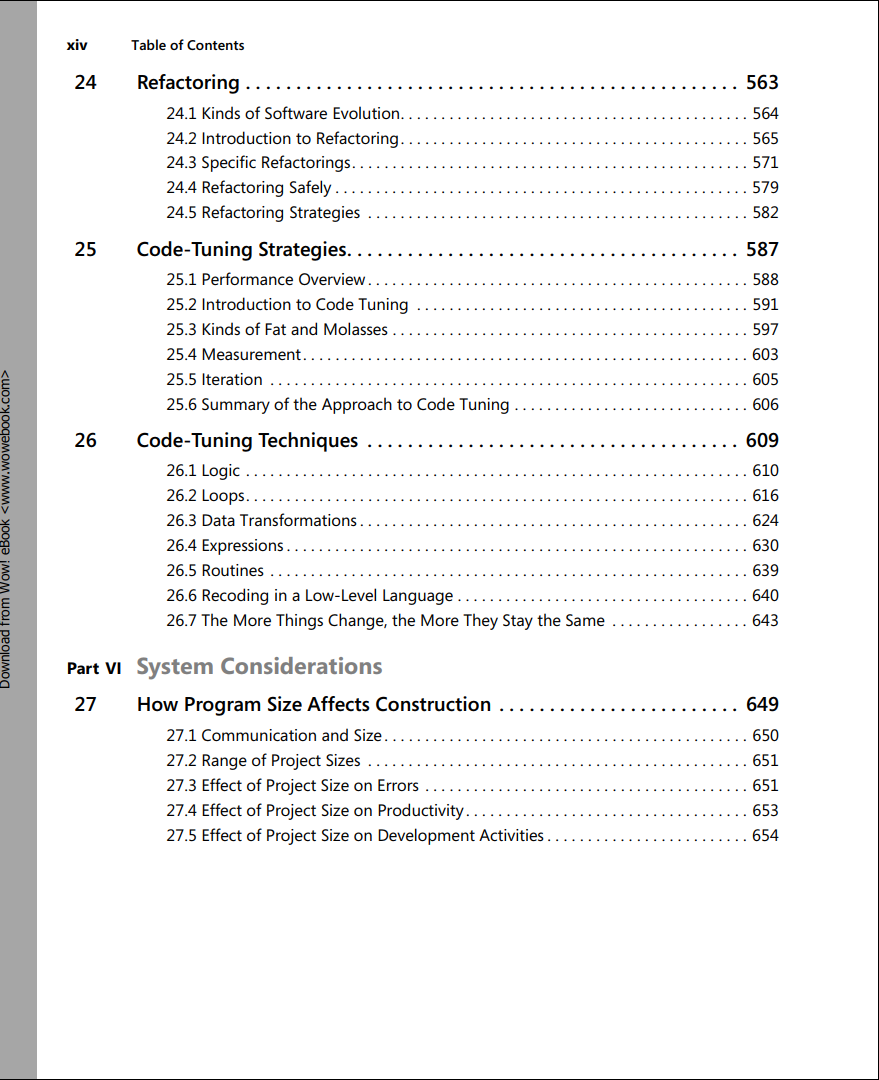 xiv Table of Contents
24 Refactoring . . . . . . . . . . . . . . . . . . . . . . . . . . . . . . . . . . . . . . . . . . . . . . . . . 563
24.1 Kinds of Software Evolution. . . . . . . . . . . . . . . . . . . . . . . . . . . . . . . . . . . . . . . . . . . 564
24.2 Introduction to Refactoring. . . . . . . . . . . . . . . . . . . . . . . . . . . . . . . . . . . . . . . . . . . 565
24.3 Specific Refactorings. . . . . . . . . . . . . . . . . . . . . . . . . . . . . . . . . . . . . . . . . . . . . . . . . 571
24.4 Refactoring Safely . . . . . . . . . . . . . . . . . . . . . . . . . . . . . . . . . . . . . . . . . . . . . . . . . . . 579
24.5 Refactoring Strategies . . . . . . . . . . . . . . . . . . . . . . . . . . . . . . . . . . . . . . . . . . . . . . . 582
25 Code-Tuning Strategies. . . . . . . . . . . . . . . . . . . . . . . . . . . . . . . . . . . . . . . 587
25.1 Performance Overview . . . . . . . . . . . . . . . . . . . . . . . . . . . . . . . . . . . . . . . . . . . . . . . 588
25.2 Introduction to Code Tuning . . . . . . . . . . . . . . . . . . . . . . . . . . . . . . . . . . . . . . . . . 591
25.3 Kinds of Fat and Molasses . . . . . . . . . . . . . . . . . . . . . . . . . . . . . . . . . . . . . . . . . . . . 597
25.4 Measurement . . . . . . . . . . . . . . . . . . . . . . . . . . . . . . . . . . . . . . . . . . . . . . . . . . . . . . . 603
25.5 Iteration . . . . . . . . . . . . . . . . . . . . . . . . . . . . . . . . . . . . . . . . . . . . . . . . . . . . . . . . . . . 605
25.6 Summary of the Approach to Code Tuning . . . . . . . . . . . . . . . . . . . . . . . . . . . . . 606
26 Code-Tuning Techniques . . . . . . . . . . . . . . . . . . . . . . . . . . . . . . . . . . . . . 609
26.1 Logic . . . . . . . . . . . . . . . . . . . . . . . . . . . . . . . . . . . . . . . . . . . . . . . . . . . . . . . . . . . . . . 610
26.2 Loops. . . . . . . . . . . . . . . . . . . . . . . . . . . . . . . . . . . . . . . . . . . . . . . . . . . . . . . . . . . . . . 616
26.3 Data Transformations . . . . . . . . . . . . . . . . . . . . . . . . . . . . . . . . . . . . . . . . . . . . . . . . 624
26.4 Expressions . . . . . . . . . . . . . . . . . . . . . . . . . . . . . . . . . . . . . . . . . . . . . . . . . . . . . . . . . 630
26.5 Routines . . . . . . . . . . . . . . . . . . . . . . . . . . . . . . . . . . . . . . . . . . . . . . . . . . . . . . . . . . . 639
26.6 Recoding in a Low-Level Language . . . . . . . . . . . . . . . . . . . . . . . . . . . . . . . . . . . . 640
26.7 The More Things Change, the More They Stay the Same . . . . . . . . . . . . . . . . . 643
Part VI System Considerations
27 How Program Size Affects Construction . . . . . . . . . . . . . . . . . . . . . . . . 649
27.1 Communication and Size . . . . . . . . . . . . . . . . . . . . . . . . . . . . . . . . . . . . . . . . . . . . . 650
27.2 Range of Project Sizes . . . . . . . . . . . . . . . . . . . . . . . . . . . . . . . . . . . . . . . . . . . . . . . 651
27.3 Effect of Project Size on Errors . . . . . . . . . . . . . . . . . . . . . . . . . . . . . . . . . . . . . . . . 651
27.4 Effect of Project Size on Productivity . . . . . . . . . . . . . . . . . . . . . . . . . . . . . . . . . . . 653
27.5 Effect of Project Size on Development Activities . . . . . . . . . . . . . . . . . . . . . . . . . 654
Download from Wow! eBook <www.wowebook.com>